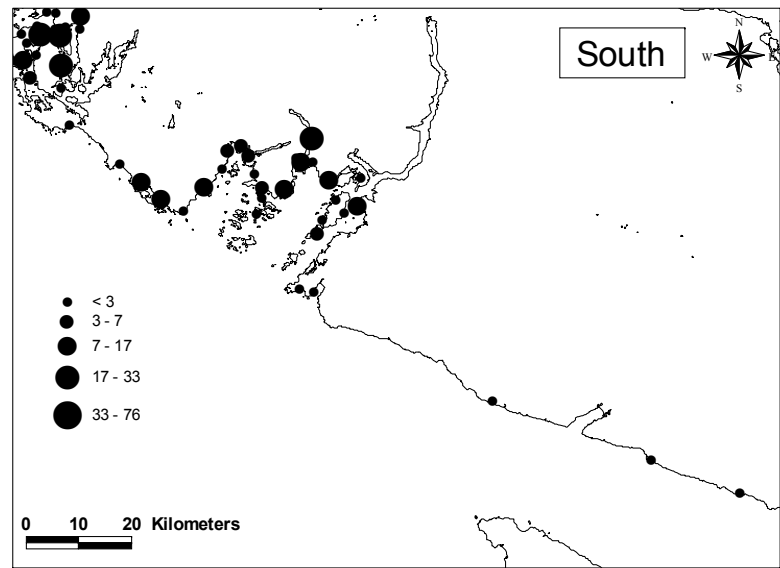 South
N
W
E
S
< 3
3 - 7
7 - 17
17 - 33
33 - 76
0 10 20 Kilometers